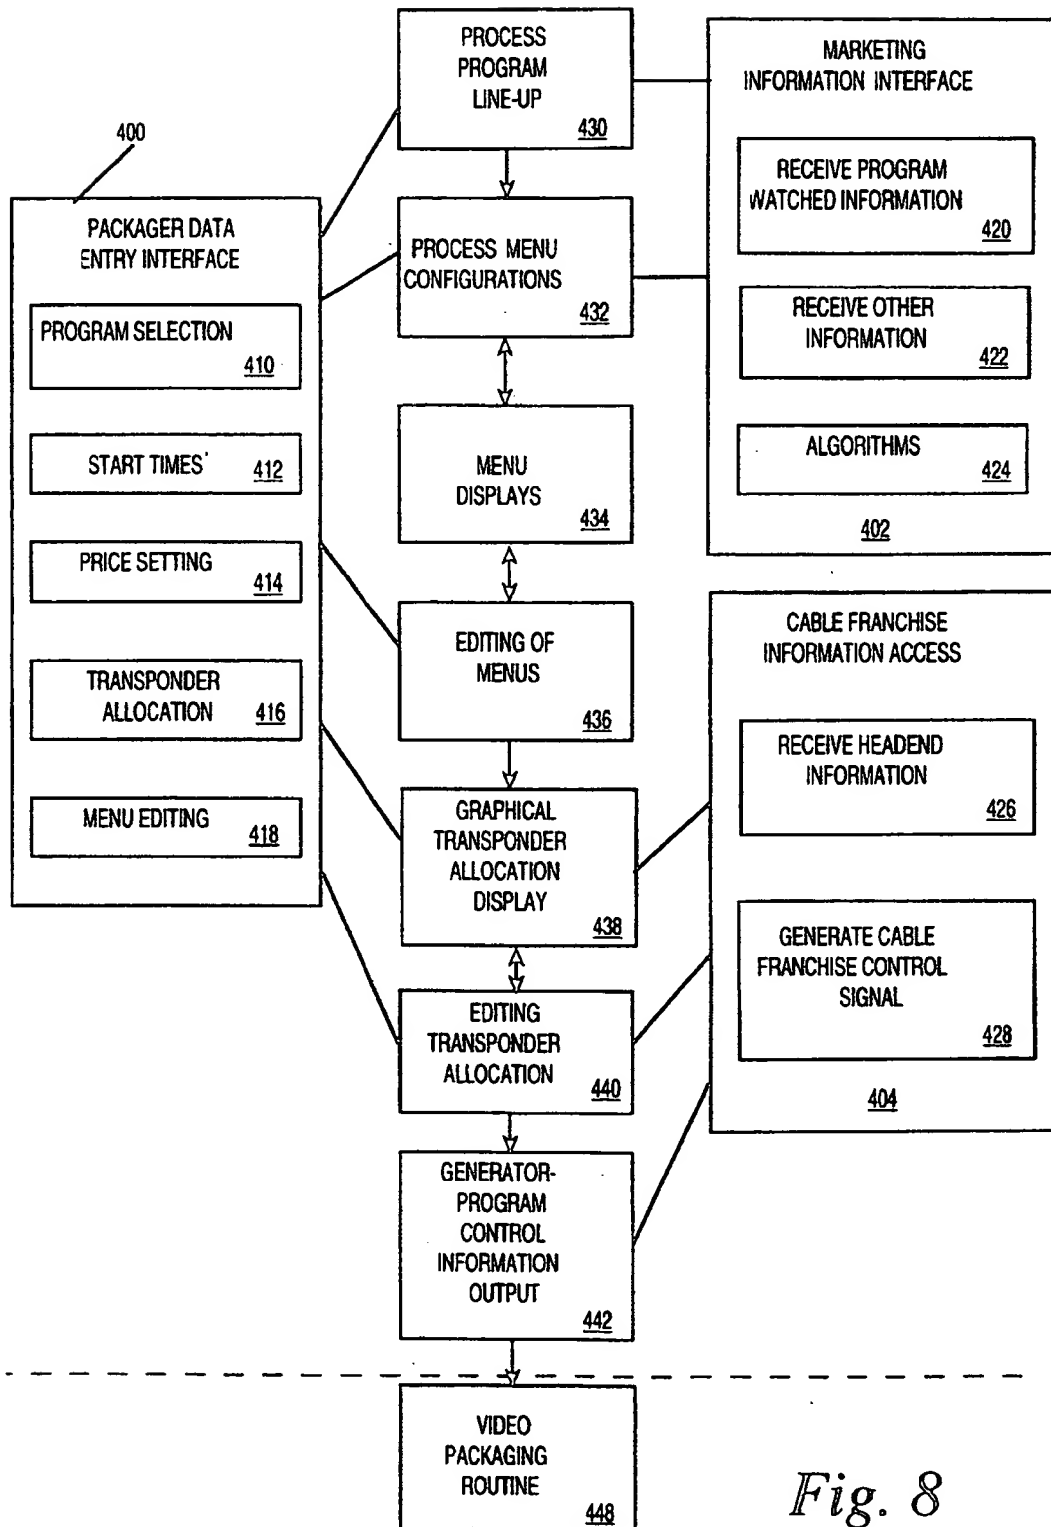 PROCESS
PROGRAM
LINE-UP
430
MARKETING
INFORMATION INTERFACE
RECEIVE PROGRAM
WATCHED INFORMATION
420
RECEIVE OTHER
INFORMATION
422
ALGORITHMS
424
402
400
PACKAGER DATA
ENTRY INTERFACE
PROGRAM SELECTION
410
START TIMES
412
PRICE SETTING
414
TRANSPONDER
ALLOCATION
416
MENU EDITING
418
PROCESS MENU
CONFIGURATIONS
432
MENU
DISPLAYS
434
EDITING OF
MENUS
436
GRAPHICAL
TRANSPONDER
ALLOCATION
DISPLAY
438
EDITING
TRANSPONDER
ALLOCATION
440
GENERATOR-
PROGRAM
CONTROL
INFORMATION
OUTPUT
442
CABLE FRANCHISE
INFORMATION ACCESS
RECEIVE HEADEND
INFORMATION
426
GENERATE CABLE
FRANCHISE CONTROL
SIGNAL
428
404
VIDEO
PACKAGING
ROUTINE
448
Fig. 8